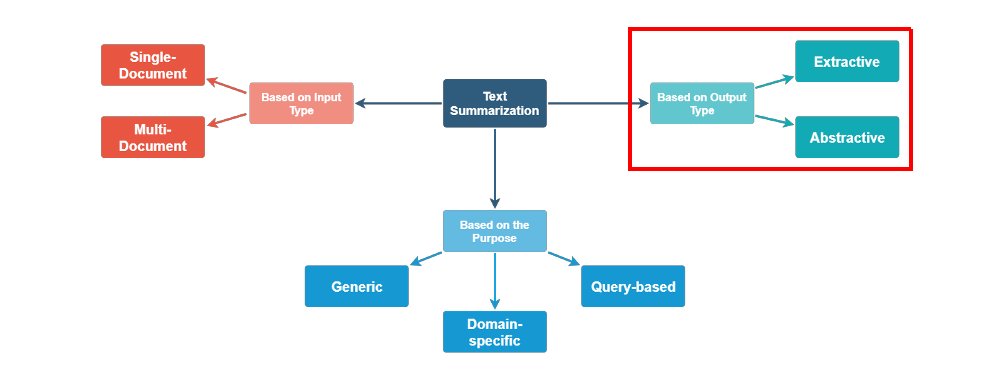 Single-
Document
Multi-
Document
Based on Input
Type
Text
Summarization
Based on Output
Type
Extractive
Abstractive
Based on the
Purpose
Generic
Domain-
specific
Query-based